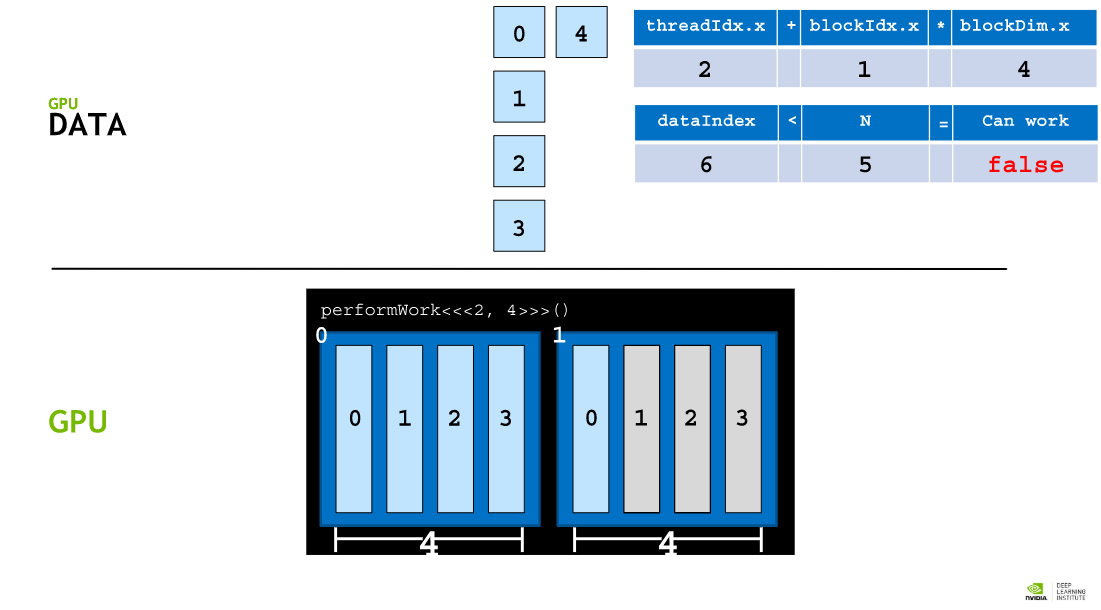 0 4
1
2
3
GPU
DATA
threadIdx.x + blockIdx.x * blockDim.x
2 1 4
dataIndex < N = Can work
6 5 false
performWork<<<2, 4>>>()
0 1
0 1 2 3 0 1 2 3
4 4
GPU
NVIDIA
DEEP
LEARNING
INSTITUTE